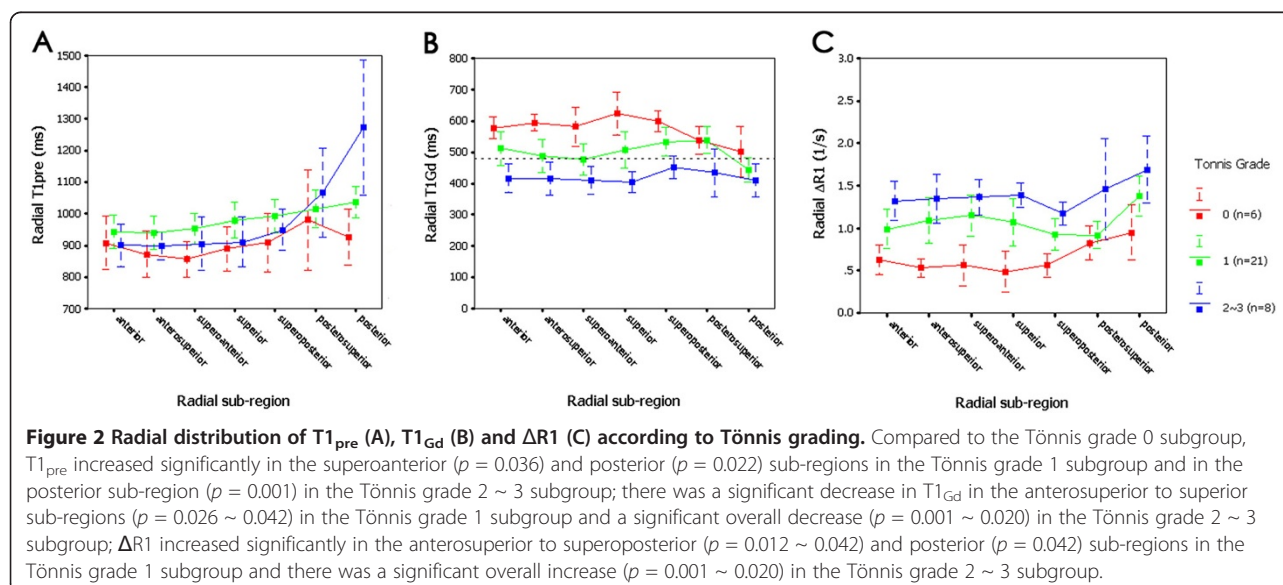 A
B
C
1500
1400
1300
1200
1100
1000
900
800
700
Radial T1pre (ms)
anterior
anterosuperior
superoanterior
superior
superoposterior
posterosuperior
posterior
Radial sub-region
800
700
600
500
400
300
200
100
0
Radial T1Gd (ms)
anterior
anterosuperior
superoanterior
superior
superoposterior
posterosuperior
posterior
Radial sub-region
3.0
2.5
2.0
1.5
1.0
.5
0.0
Radial ΔR1 (1/s)
anterior
anterosuperior
superoanterior
superior
superoposterior
posterosuperior
posterior
Radial sub-region
Tonnis Grade
0 (n=6)
1 (n=21)
2~3 (n=8)
Figure 2 Radial distribution of T1pre (A), T1Gd (B) and ΔR1 (C) according to Tönnis grading. Compared to the Tönnis grade 0 subgroup,
T1pre increased significantly in the superoanterior (p = 0.036) and posterior (p = 0.022) sub-regions in the Tönnis grade 1 subgroup and in the
posterior sub-region (p = 0.001) in the Tönnis grade 2 ~ 3 subgroup; there was a significant decrease in T1Gd in the anterosuperior to superior
sub-regions (p = 0.026 ~ 0.042) in the Tönnis grade 1 subgroup and a significant overall decrease (p = 0.001 ~ 0.020) in the Tönnis grade 2 ~ 3
subgroup; ΔR1 increased significantly in the anterosuperior to superoposterior (p = 0.012 ~ 0.042) and posterior (p = 0.042) sub-regions in the
Tönnis grade 1 subgroup and there was a significant overall increase (p = 0.001 ~ 0.020) in the Tönnis grade 2 ~ 3 subgroup.